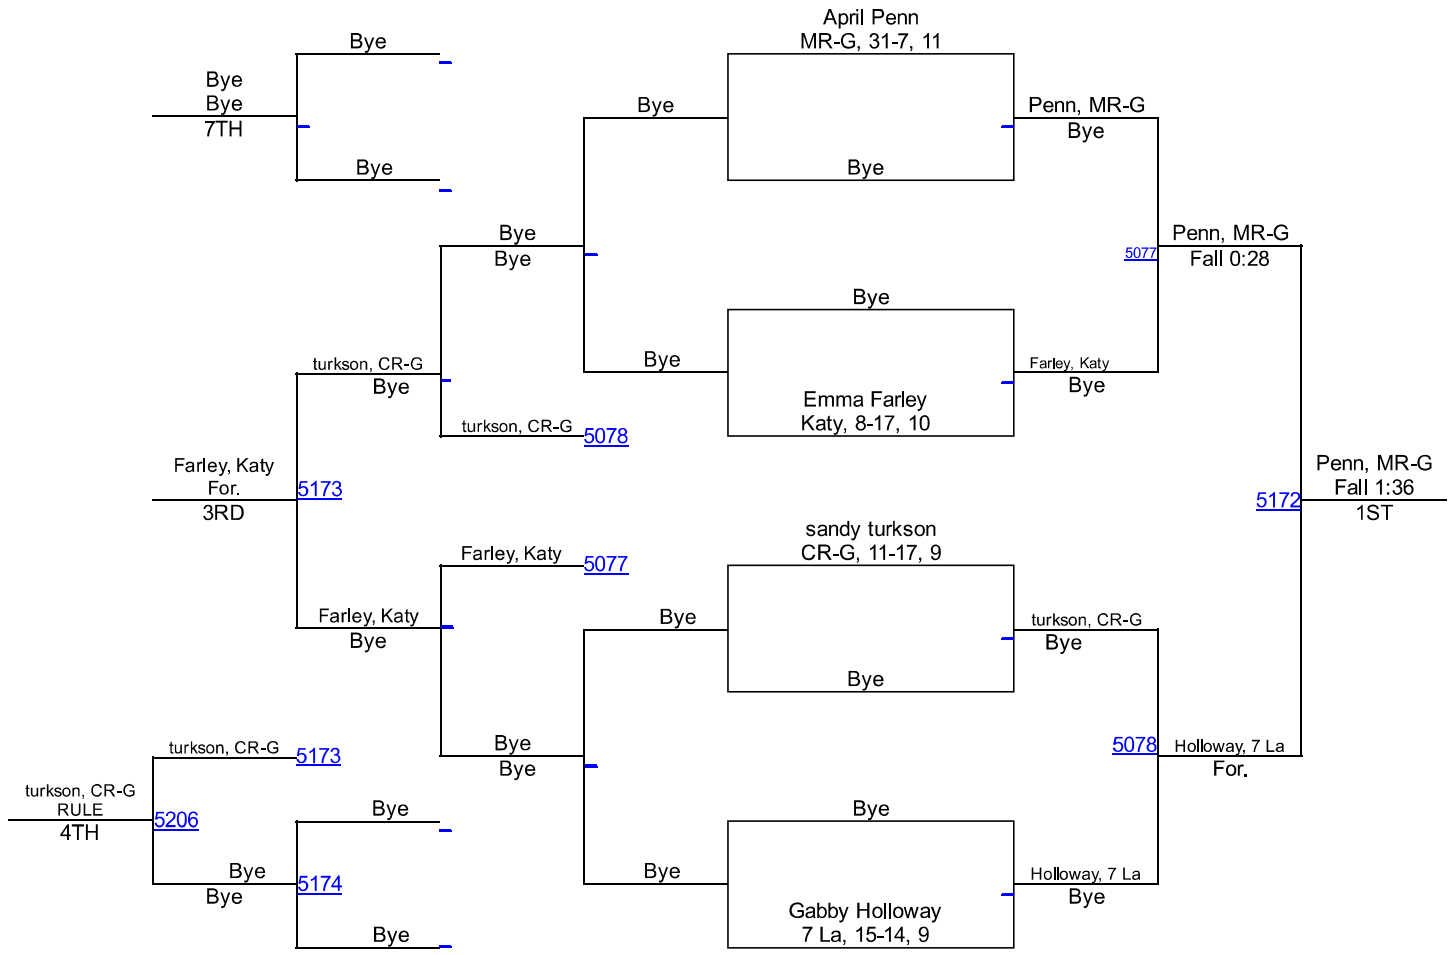 April Penn
MR-G, 31-7, 11
Bye
Bye
Bye
7TH
Bye
Bye
Bye
Penn, MR-G
Bye
Bye
Bye
Penn, MR-G
5077
Fall 0:28
Bye
turkson, CR-G
Bye
Bye
Farley, Katy
Bye
Emma Farley
Katy, 8-17, 10
turkson, CR-G
5078
Farley, Katy
For.
5173
3RD
Penn, MR-G
Fall 1:36
5172
1ST
sandy turkson
CR-G, 11-17, 9
Farley, Katy
5077
Farley, Katy
Bye
Bye
turkson, CR-G
Bye
Bye
turkson, CR-G
5173
Bye
Bye
5078
Holloway, 7 La
For.
turkson, CR-G
RULE
5206
4TH
Bye
Bye
Bye
Bye
5174
Bye
Holloway, 7 La
Bye
Gabby Holloway
7 La, 15-14, 9
Bye